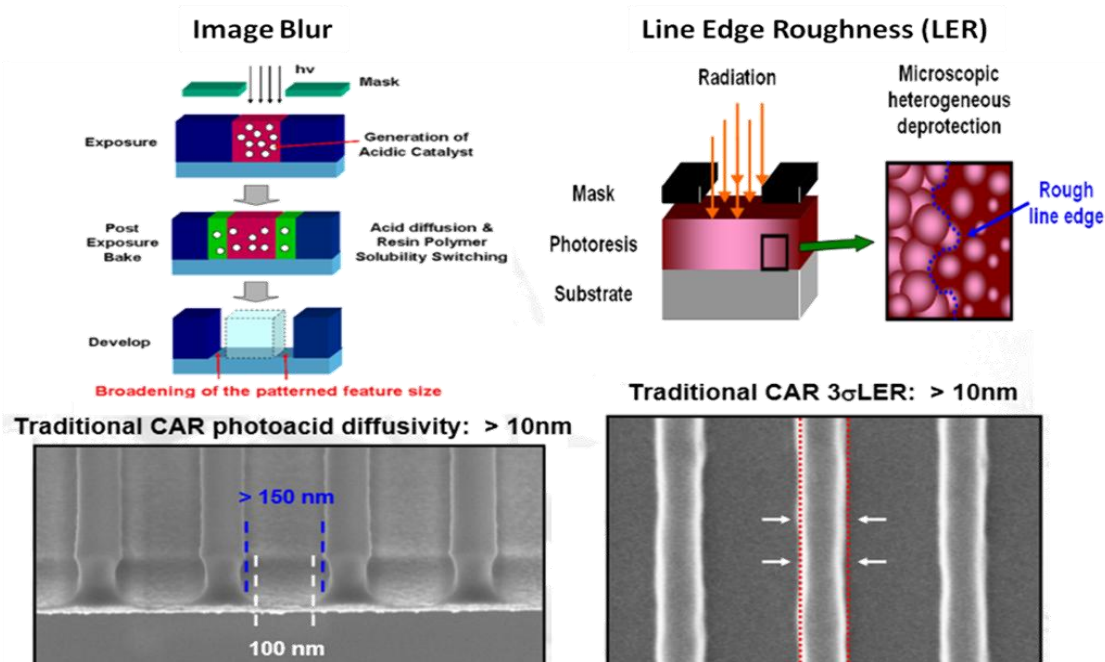 Image Blur
hv
Mask
Exposure
Generation of
Acidic Catalyst
Post
Exposure
Bake
Acid diffusion &
Resin Polymer
Solubility Switching
Develop
Broadening of the patterned feature size
Traditional CAR photoacid diffusivity: > 10nm
> 150 nm
100 nm
Line Edge Roughness (LER)
Radiation
Microscopic
heterogeneous
deprotection
Mask
Rough
line edge
Photoresis
Substrate
Traditional CAR 3σLER: > 10nm